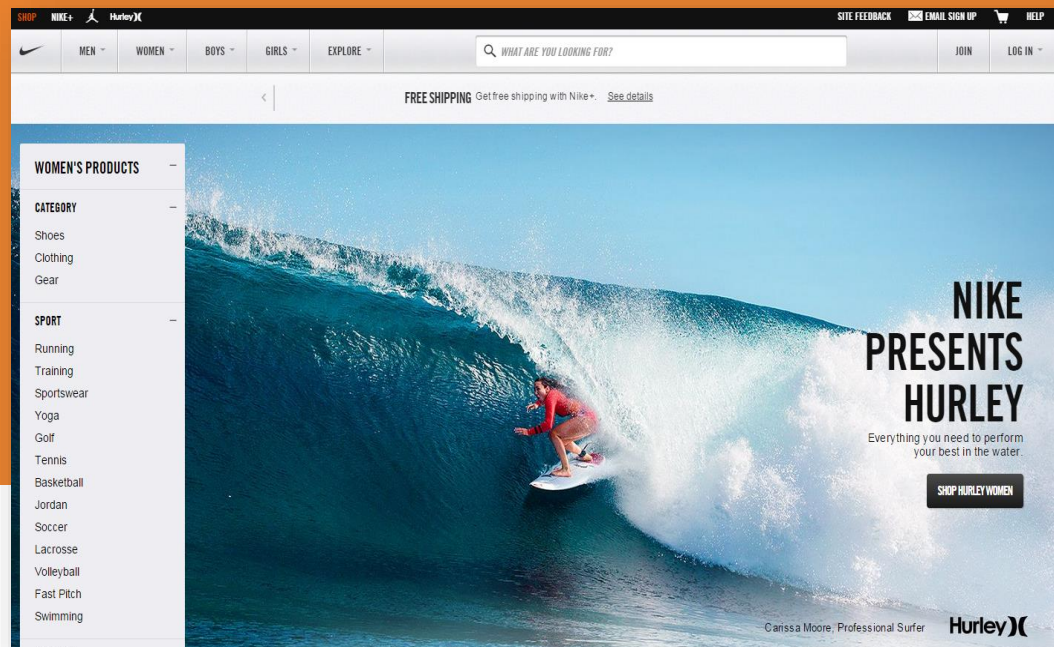 SHOP NIKE+ Hurley SITE FEEDBACK EMAIL SIGN UP HELP
MEN WOMEN BOYS GIRLS EXPLORE WHAT ARE YOU LOOKING FOR? JOIN LOG IN
FREE SHIPPING Get free shipping with Nike+. See details
WOMEN'S PRODUCTS
CATEGORY
Shoes
Clothing
Gear
SPORT
Running
Training
Sportswear
Yoga
Golf
Tennis
Basketball
Jordan
Soccer
Lacrosse
Volleyball
Fast Pitch
Swimming
NIKE
PRESENTS
HURLEY
Everything you need to perform
your best in the water.
SHOP HURLEY WOMEN
Carissa Moore, Professional Surfer Hurley